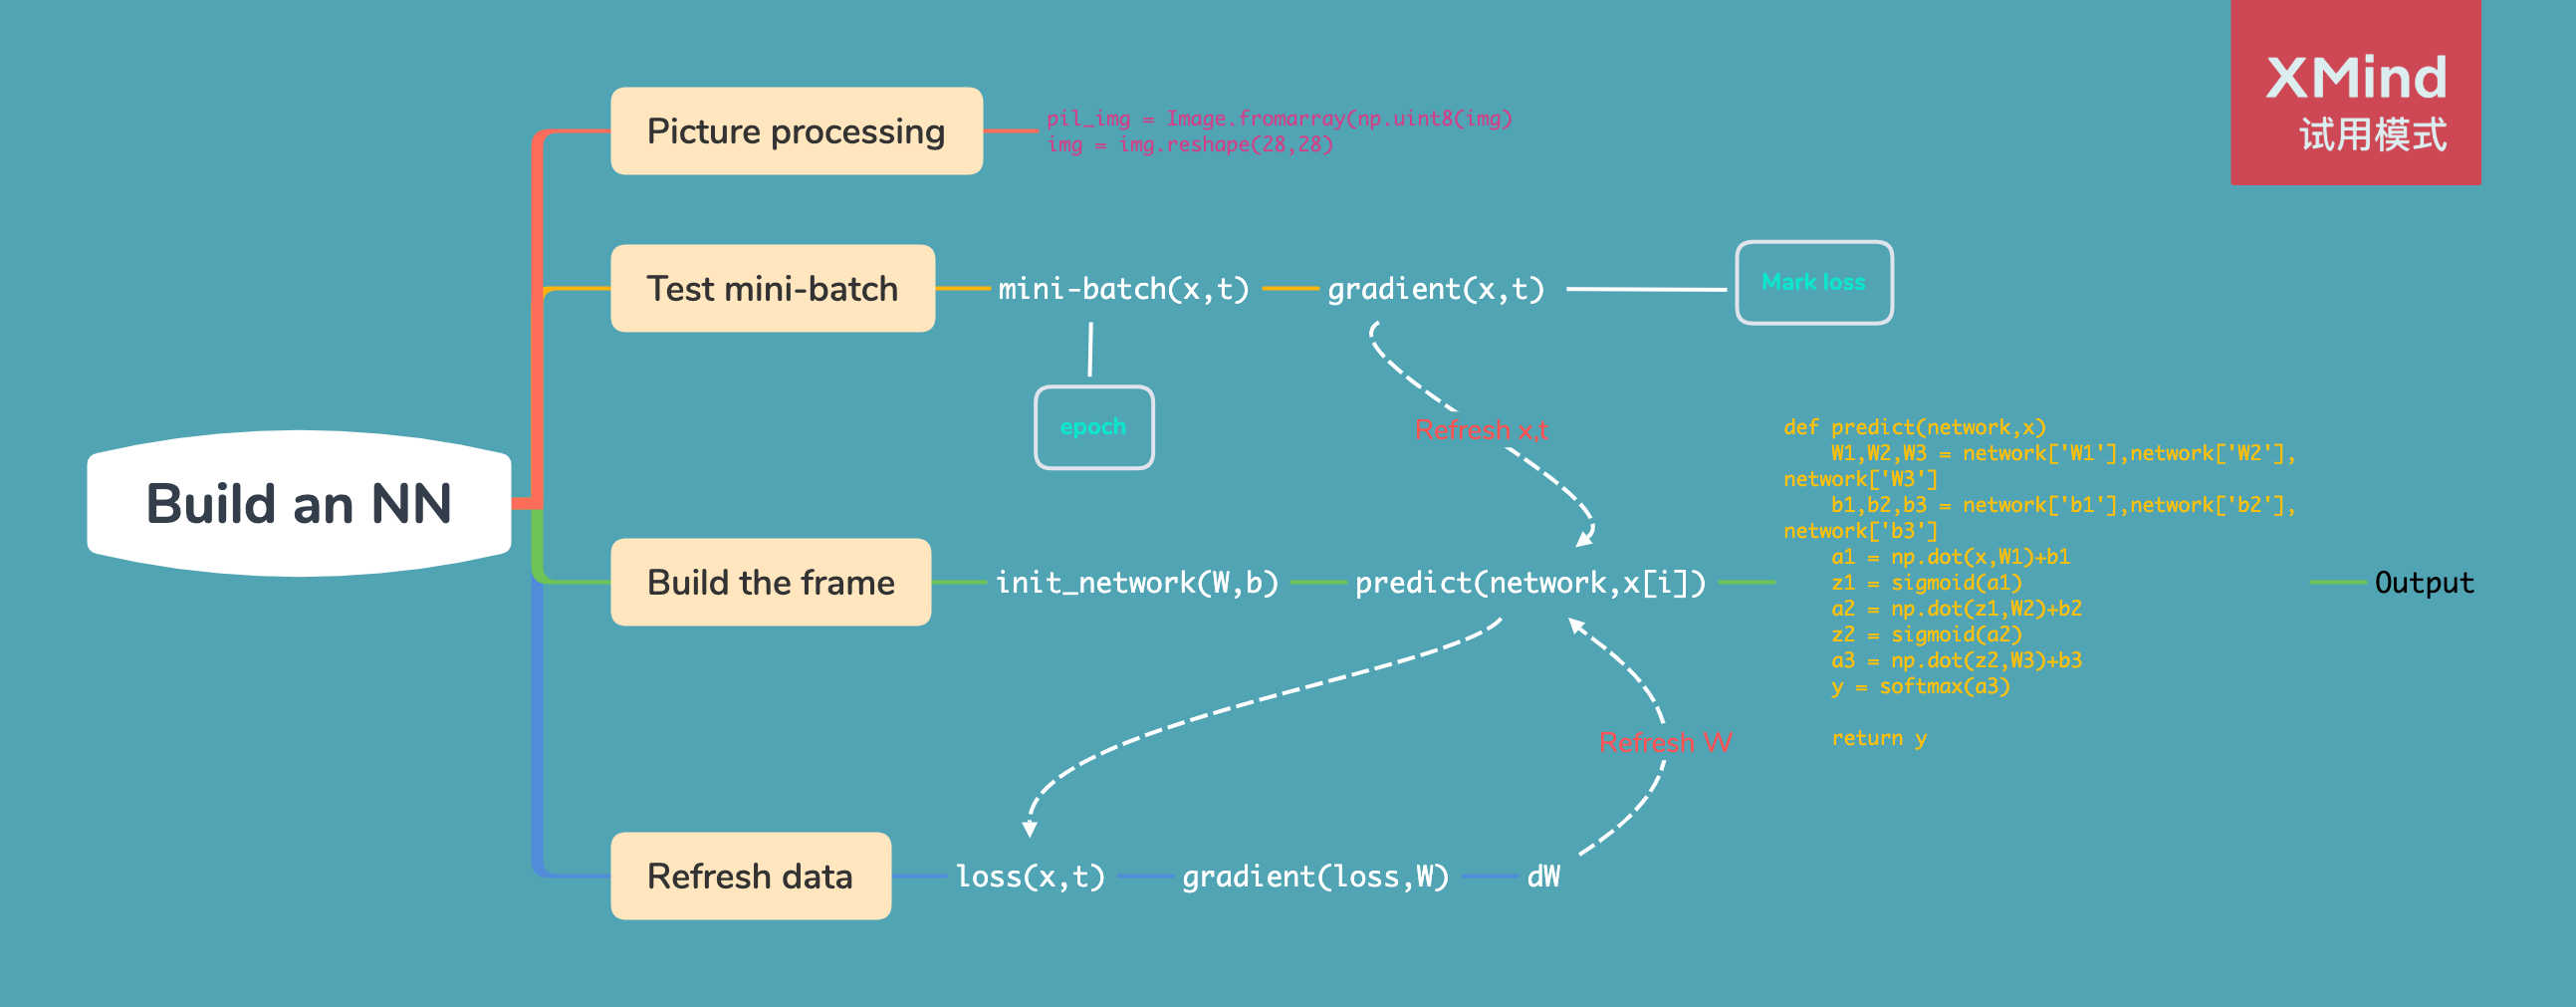 XMind
试用模式
Picture processing
pil_img = Image.fromarray(np.uint8(img)
img = img.reshape(28,28)
Test mini-batch
mini-batch(x,t)
gradient(x,t)
Mark loss
epoch
Refresh x,t
Build an NN
Build the frame
init_network(W,b)
predict(network,x[i])
def predict(network,x)
    W1,W2,W3 = network['W1'],network['W2'],
network['W3']
    b1,b2,b3 = network['b1'],network['b2'],
network['b3']
    a1 = np.dot(x,W1)+b1
    z1 = sigmoid(a1)
    a2 = np.dot(z1,W2)+b2
    z2 = sigmoid(a2)
    a3 = np.dot(z2,W3)+b3
    y = softmax(a3)
    return y
Output
Refresh W
Refresh data
loss(x,t)
gradient(loss,W)
dW